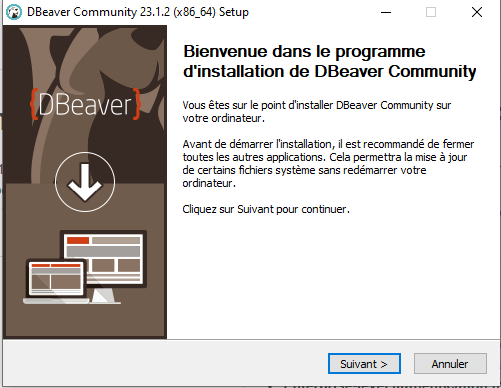 DBeaver Community 23.1.2 (x86_64) Setup
{DBeaver}
Bienvenue dans le programme
d'installation de DBeaver Community
Vous êtes sur le point d'installer DBeaver Community sur
votre ordinateur.
Avant de démarrer l'installation, il est recommandé de fermer
toutes les autres applications. Cela permettra la mise à jour
de certains fichiers système sans redémarrer votre
ordinateur.
Cliquez sur Suivant pour continuer.
Suivant >
Annuler